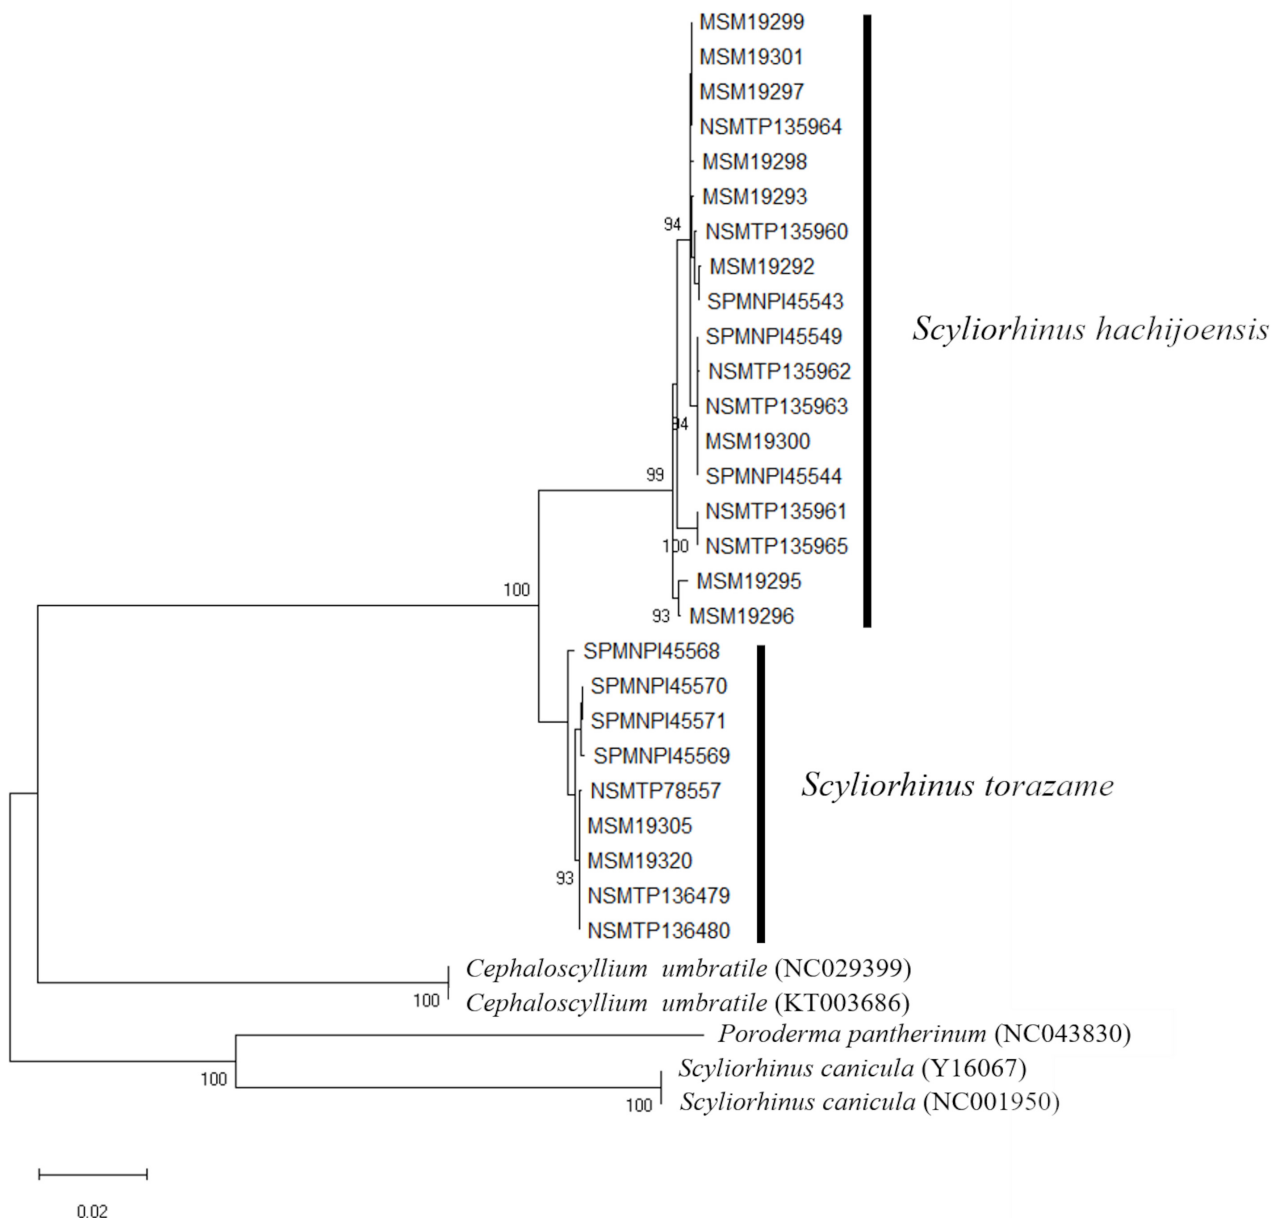 MSM19299
MSM19301
MSM19297
NSMTP135964
MSM19298
MSM19293
94
NSMTP135960
MSM19292
SPMNPI45543
Scyliorhinus hachijoensis
SPMNPI45549
NSMTP135962
NSMTP135963
94
MSM19300
99
SPMNPI45544
NSMTP135961
100
NSMTP135965
MSM19295
100
93
MSM19296
SPMNPI45568
SPMNPI45570
SPMNPI45571
SPMNPI45569
Scyliorhinus torazame
NSMTP78557
MSM19305
MSM19320
93
NSMTP136479
NSMTP136480
Cephaloscyllium umbratile (NC029399)
100
Cephaloscyllium umbratile (KT003686)
Poroderma pantherinum (NC043830)
100
Scyliorhinus canicula (Y16067)
100
Scyliorhinus canicula (NC001950)
0.02